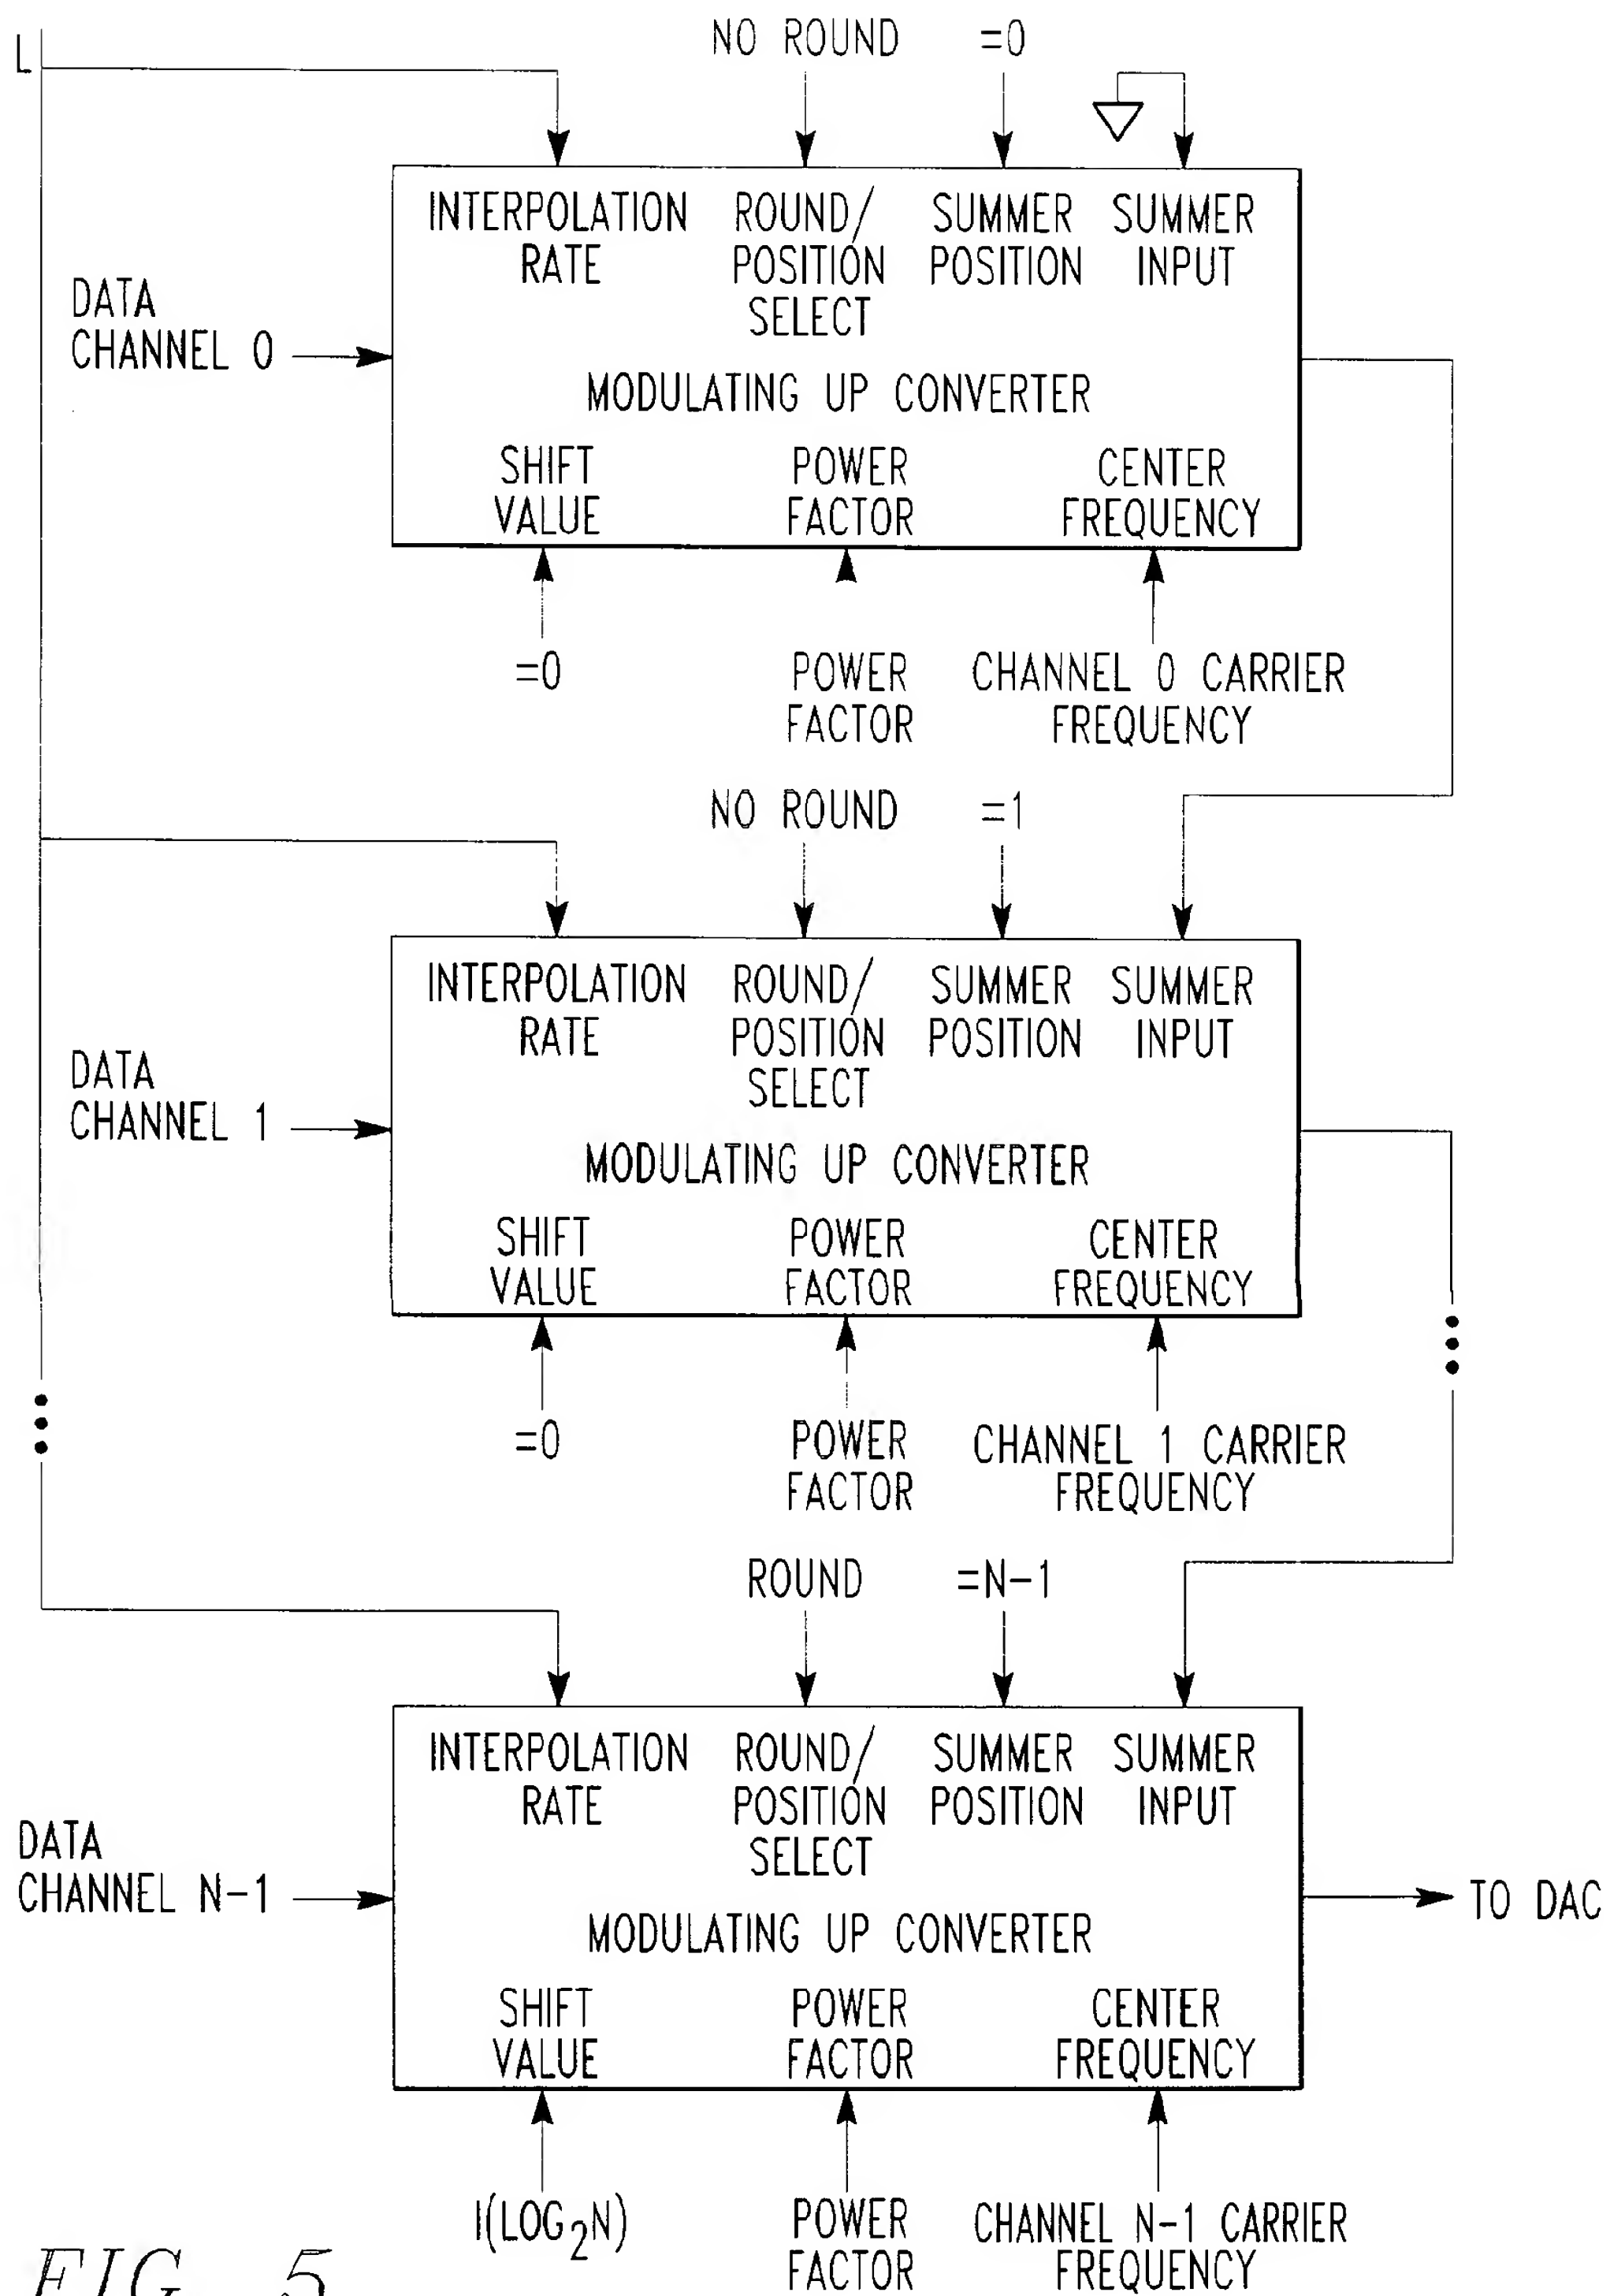 L
NO ROUND =0
INTERPOLATION RATE
ROUND/ POSITION SELECT
SUMMER POSITION
SUMMER INPUT
DATA CHANNEL 0
MODULATING UP CONVERTER
SHIFT VALUE
POWER FACTOR
CENTER FREQUENCY
=0
POWER FACTOR
CHANNEL 0 CARRIER FREQUENCY
NO ROUND =1
INTERPOLATION RATE
ROUND/ POSITION SELECT
SUMMER POSITION
SUMMER INPUT
DATA CHANNEL 1
MODULATING UP CONVERTER
SHIFT VALUE
POWER FACTOR
CENTER FREQUENCY
=0
POWER FACTOR
CHANNEL 1 CARRIER FREQUENCY
ROUND =N-1
INTERPOLATION RATE
ROUND/ POSITION SELECT
SUMMER POSITION
SUMMER INPUT
DATA CHANNEL N-1
TO DAC
MODULATING UP CONVERTER
SHIFT VALUE
POWER FACTOR
CENTER FREQUENCY
I(LOG₂N)
POWER FACTOR
CHANNEL N-1 CARRIER FREQUENCY
FIG. 5